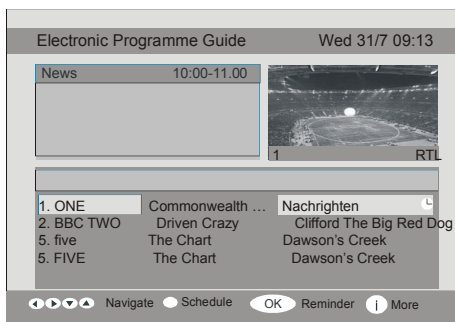 Electronic Programme Guide Wed 31/7 09:13
News 10:00-11.00
1 RTL
1. ONE Commonwealth … Nachrichten
2. BBC TWO Driven Crazy Clifford The Big Red Dog
5. five The Chart Dawson's Creek
5. FIVE The Chart Dawson's Creek
Navigate Schedule OK Reminder i More